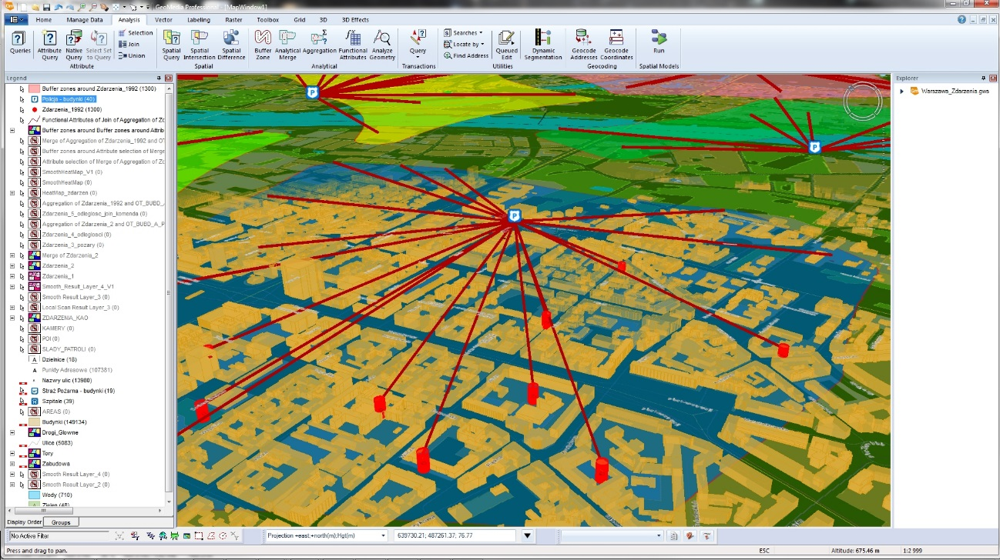 GeoMedia Professional - [MapWindow1]
Home Manage Data Analysis Vector Labeling Raster Toolbox Grid 3D 3D Effects
Queries
Attribute Query
Native Query
Select Set to Query
Selection
Join
Union
Attribute
Spatial Query
Spatial Intersection
Spatial Difference
Spatial
Buffer Zone
Analytical Merge
Aggregation
Functional Attributes
Analyze Geometry
Analytical
Query
Transactions
Searches
Locate by
Find Address
Queued Edit
Utilities
Dynamic Segmentation
Geocode Addresses
Geocode Coordinates
Geocoding
Run
Spatial Models
Legend
Buffer zones around Zdarzenia_1992 (1300)
Policja - budynki (40)
Zdarzenia_1992 (1300)
Functional Attributes of Join of Aggregation of Zd
Buffer zones around Buffer zones around Attrib
Merge of Aggregation of Zdarzenia_1992 and OT
Buffer zones around Attribute selection of Merge
Attribute selection of Merge of Aggregation of Zd
SmoothHeatMap_V1 (0)
SmoothHeatMap (0)
HeatMap_zdarzen (0)
Aggregation of Zdarzenia_1992 and OT_BUBD_
Zdarzenia_5_odleglosc_join_komenda (0)
Aggregation of Zdarzenia_2 and OT_BUBD_A_P
Zdarzenia_4_odleglosci (0)
Zdarzenia_3_pozary (0)
Merge of Zdarzenia_2
Zdarzenia_2
Zdarzenia_1
Smooth_Result_Layer_4_V1
Smooth Result Layer_3 (0)
Local Scan Result Layer_3 (0)
ZDARZENIA_KAO
KAMERY (0)
POI (0)
SLADY_PATROLI (0)
Dzielnice (18)
Punkty Adresowe (107381)
Nazwy ulic (13980)
Straż Pożarna - budynki (19)
Szpitale (39)
AREAS (0)
Budynki (149134)
Drogi_Glowne
Ulice (5083)
Tory
Zabudowa
Smooth Result Layer_4 (0)
Smooth Result Layer_2 (0)
Wody (710)
Zieleń (48)
Display Order Groups
P
P
P
Explorer
Warszawa_Zdarzenia.gws
No Active Filter
Projection +east;+north(m);Hgt(m)
639730.21; 487261.37; 76.77
Press and drag to pan.
ESC
Altitude: 675.46 m
1:2 999